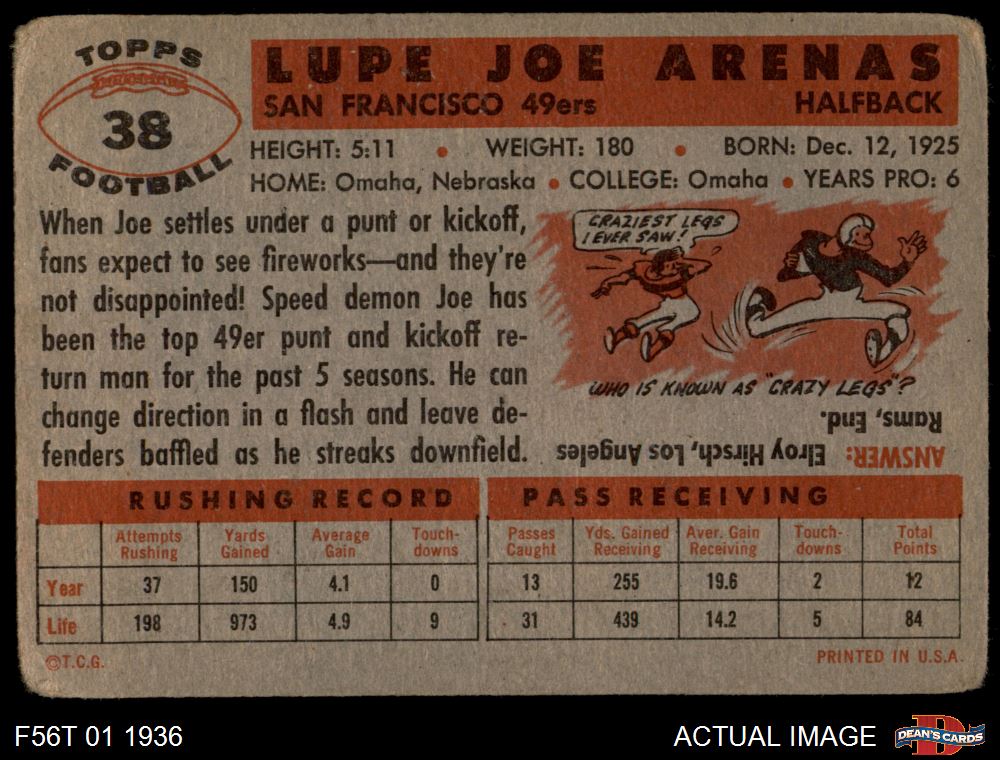 TOPPS
38
FOOTBALL
LUPE JOE ARENAS
SAN FRANCISCO 49ers HALFBACK
HEIGHT: 5:11 • WEIGHT: 180 • BORN: Dec. 12, 1925
HOME: Omaha, Nebraska • COLLEGE: Omaha • YEARS PRO: 6
When Joe settles under a punt or kickoff,
fans expect to see fireworks—and they're
not disappointed! Speed demon Joe has
been the top 49er punt and kickoff re-
turn man for the past 5 seasons. He can
change direction in a flash and leave de-
fenders baffled as he streaks downfield.
CRAZIEST LEGS
I EVER SAW!
WHO IS KNOWN AS "CRAZY LEGS"?
ANSWER: Elroy Hirsch, Los Angeles
Rams, End.
RUSHING RECORD PASS RECEIVING
Attempts Yards Average Touch- Passes Yds. Gained Aver. Gain Touch- Total
Rushing Gained Gain downs Caught Receiving Receiving downs Points
Year 37 150 4.1 0 13 255 19.6 2 12
Life 198 973 4.9 9 31 439 14.2 5 84
©T.C.G. PRINTED IN U.S.A.
F56T 01 1936 ACTUAL IMAGE
D
DEAN'S CARDS